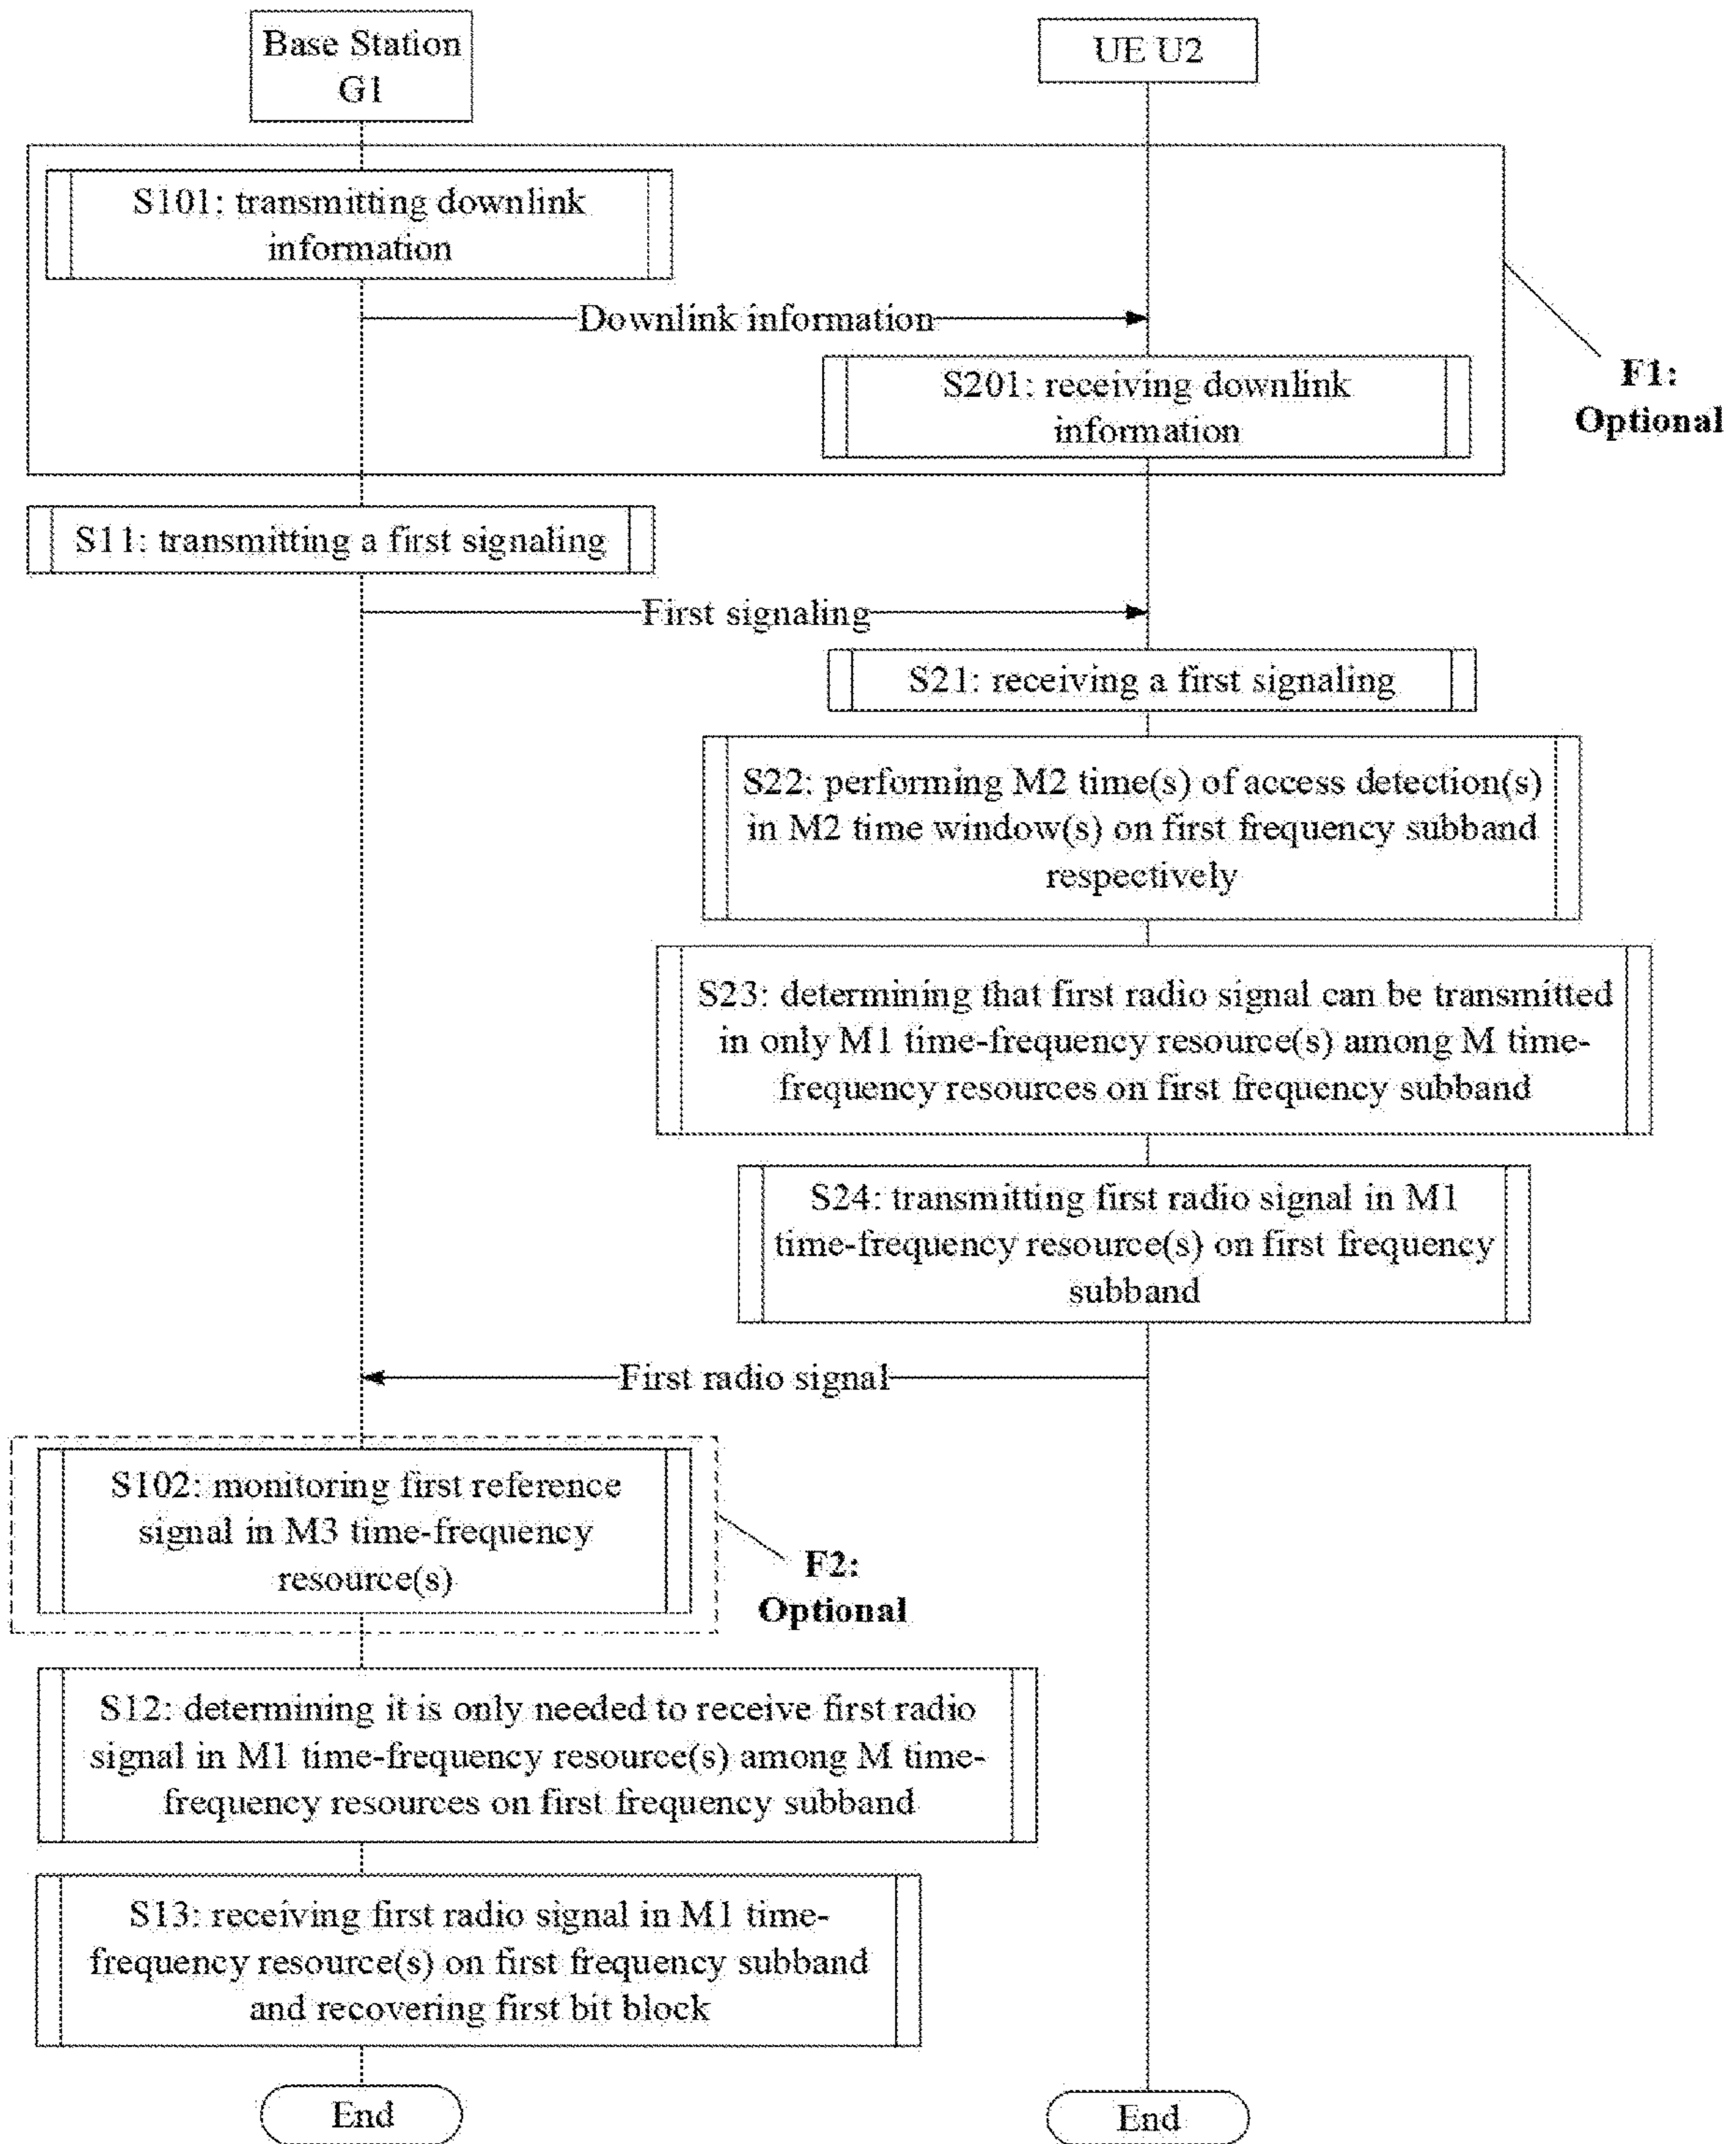 Base Station
G1
UE U2
S101: transmitting downlink
information
Downlink information
S201: receiving downlink
information
F1:
Optional
S11: transmitting a first signaling
First signaling
S21: receiving a first signaling
S22: performing M2 time(s) of access detection(s)
in M2 time window(s) on first frequency subband
respectively
S23: determining that first radio signal can be transmitted
in only M1 time-frequency resource(s) among M time-
frequency resources on first frequency subband
S24: transmitting first radio signal in M1
time-frequency resource(s) on first frequency
subband
First radio signal
S102: monitoring first reference
signal in M3 time-frequency
resource(s)
F2:
Optional
S12: determining it is only needed to receive first radio
signal in M1 time-frequency resource(s) among M time-
frequency resources on first frequency subband
S13: receiving first radio signal in M1 time-
frequency resource(s) on first frequency subband
and recovering first bit block
End
End